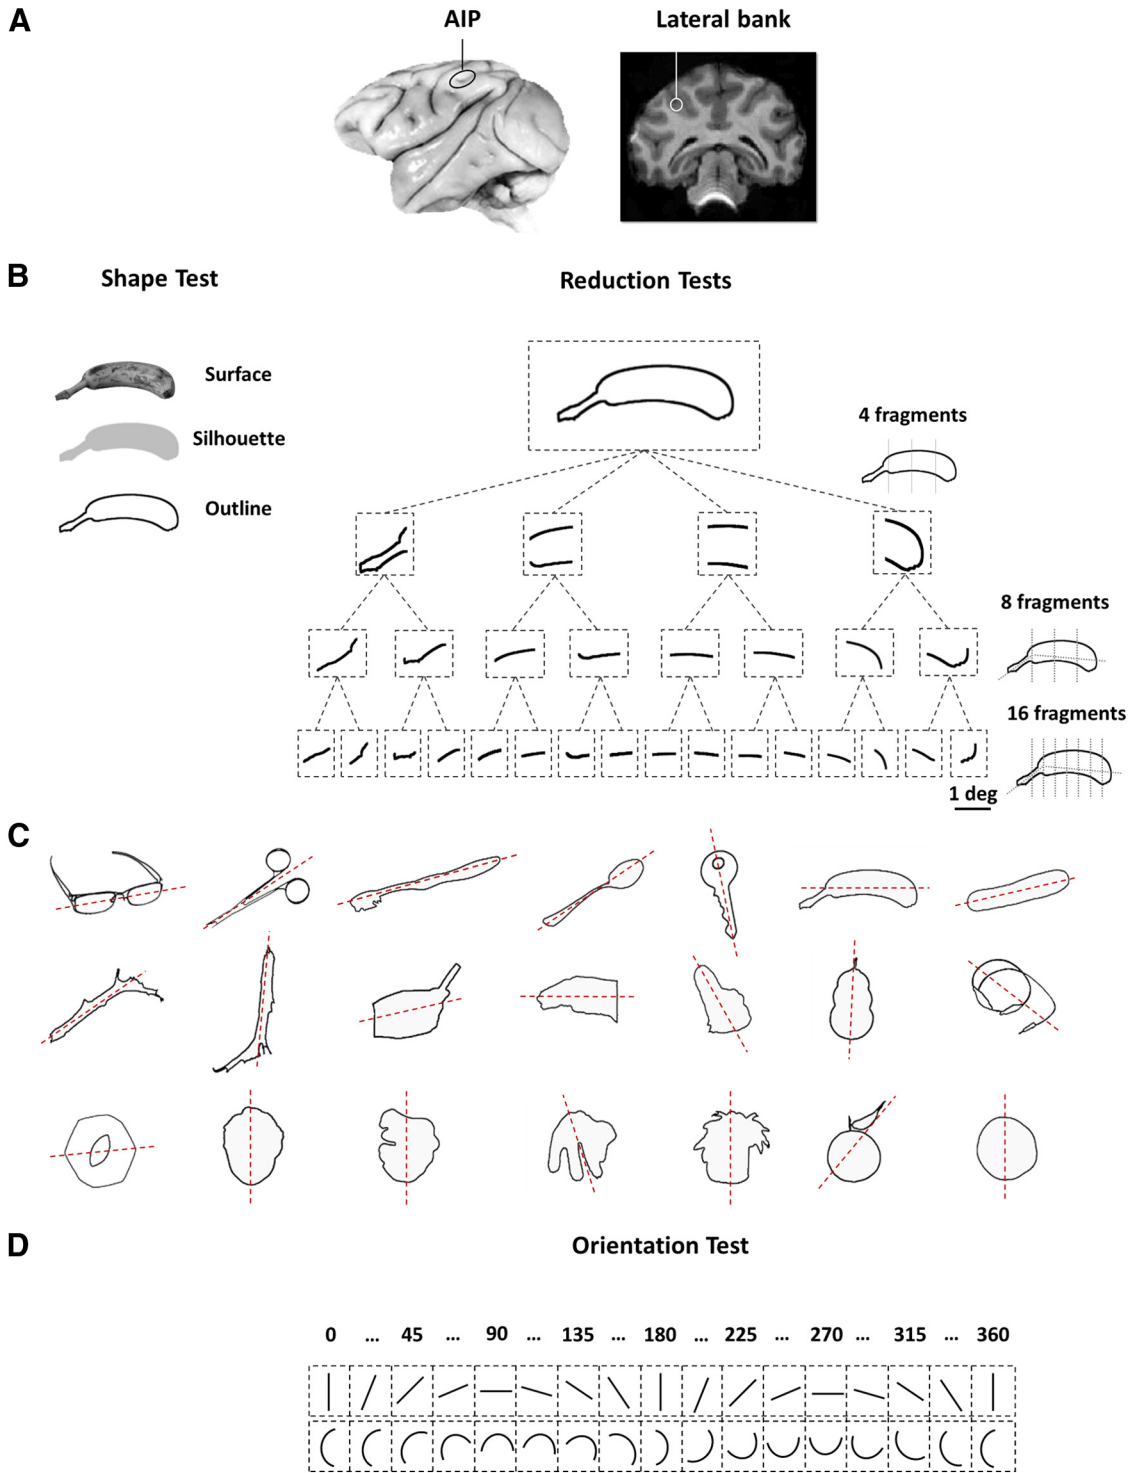 A
AIP
Lateral bank
B
Shape Test
Reduction Tests
Surface
Silhouette
Outline
4 fragments
8 fragments
16 fragments
1 deg
C
D
Orientation Test
0 ... 45 ... 90 ... 135 ... 180 ... 225 ... 270 ... 315 ... 360